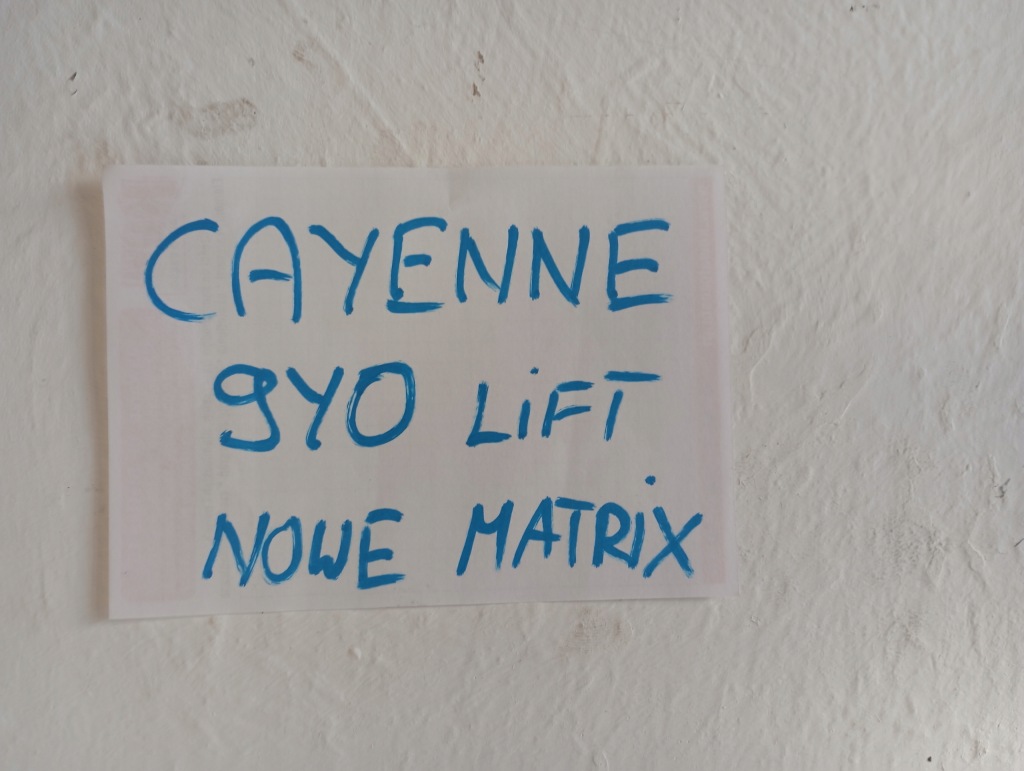 CAYENNE
9YO LiFT
NOWE MATRiX